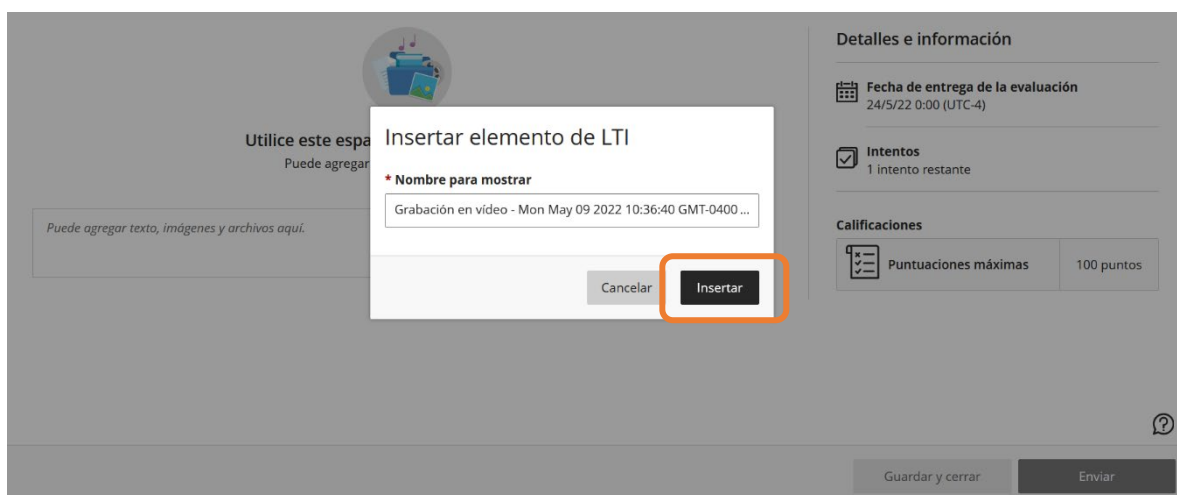 Utilice este espa
Puede agregar
Puede agregar texto, imágenes y archivos aquí.
Insertar elemento de LTI
* Nombre para mostrar
Grabación en vídeo - Mon May 09 2022 10:36:40 GMT-0400 ...
Cancelar
Insertar
Detalles e información
Fecha de entrega de la evaluación
24/5/22 0:00 (UTC-4)
Intentos
1 intento restante
Calificaciones
Puntuaciones máximas
100 puntos
Guardar y cerrar
Enviar